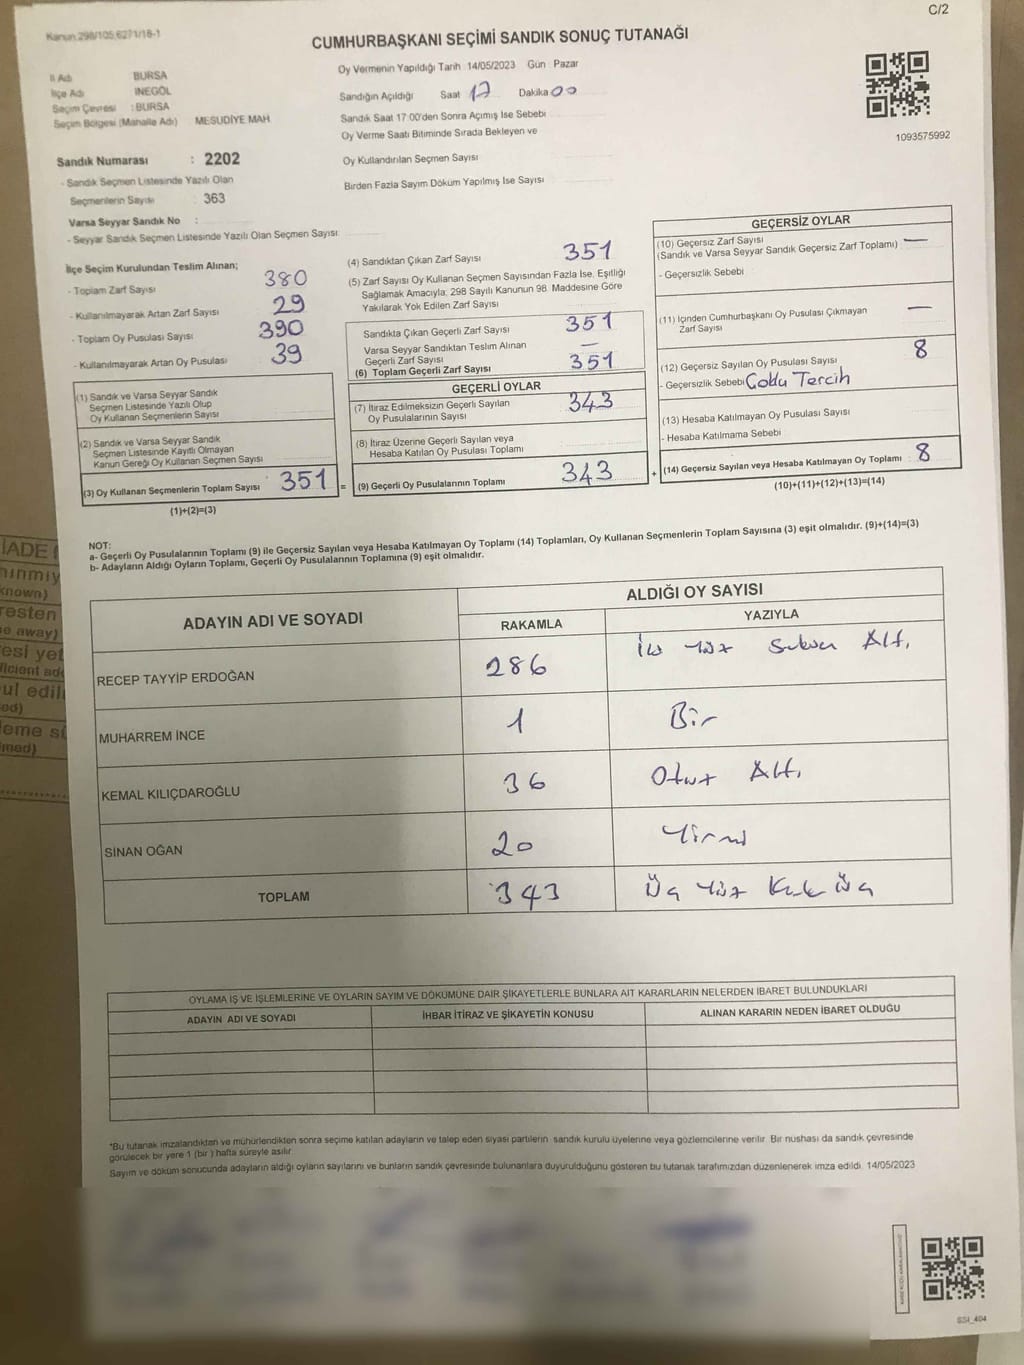 C/2
Kanun 298/105,6271/18-1
CUMHURBAŞKANI SEÇİMİ SANDIK SONUÇ TUTANAĞI
İl Adı BURSA
İlçe Adı İNEGÖL
Seçim Çevresi : BURSA
Seçim Bölgesi (Mahalle Adı) MESUDİYE MAH
Oy Vermenin Yapıldığı Tarih 14/05/2023 Gün Pazar
Sandığın Açıldığı Saat 17 Dakika 00
Sandık Saat 17:00'den Sonra Açımış İse Sebebi
Oy Verme Saati Bitiminde Sırada Bekleyen ve
Oy Kullandırılan Seçmen Sayısı
Birden Fazla Sayım Döküm Yapılmış İse Sayısı
1093575992
Sandık Numarası : 2202
- Sandık Seçmen Listesinde Yazılı Olan
Seçmenlerin Sayısı : 363
Varsa Seyyar Sandık No :
- Seyyar Sandık Seçmen Listesinde Yazılı Olan Seçmen Sayısı:
İlçe Seçim Kurulundan Teslim Alınan;
- Toplam Zarf Sayısı 380
- Kullanılmayarak Artan Zarf Sayısı 29
- Toplam Oy Pusulası Sayısı 390
- Kullanılmayarak Artan Oy Pusulası 39
(1) Sandık ve Varsa Seyyar Sandık
Seçmen Listesinde Yazılı Olup
Oy Kullanan Seçmenlerin Sayısı
(2) Sandık ve Varsa Seyyar Sandık
Seçmen Listesinde Kayıtlı Olmayan
Kanun Gereği Oy Kullanan Seçmen Sayısı
(3) Oy Kullanan Seçmenlerin Toplam Sayısı 351 =
(1)+(2)=(3)
(4) Sandıktan Çıkan Zarf Sayısı 351
(5) Zarf Sayısı Oy Kullanan Seçmen Sayısından Fazla İse, Eşitliği
Sağlamak Amacıyla; 298 Sayılı Kanunun 98. Maddesine Göre
Yakılarak Yok Edilen Zarf Sayısı
Sandıkta Çıkan Geçerli Zarf Sayısı 351
Varsa Seyyar Sandıktan Teslim Alınan
Geçerli Zarf Sayısı —
(6) Toplam Geçerli Zarf Sayısı 351
GEÇERLİ OYLAR
(7) İtiraz Edilmeksizin Geçerli Sayılan
Oy Pusulalarının Sayısı 343
(8) İtiraz Üzerine Geçerli Sayılan veya
Hesaba Katılan Oy Pusulası Toplamı
(9) Geçerli Oy Pusulalarının Toplamı 343 +
GEÇERSİZ OYLAR
(10) Geçersiz Zarf Sayısı —
(Sandık ve Varsa Seyyar Sandık Geçersiz Zarf Toplamı)
- Geçersizlik Sebebi
(11) İçinden Cumhurbaşkanı Oy Pusulası Çıkmayan
Zarf Sayısı —
(12) Geçersiz Sayılan Oy Pusulası Sayısı 8
- Geçersizlik Sebebi Çoklu Tercih
(13) Hesaba Katılmayan Oy Pusulası Sayısı
- Hesaba Katılmama Sebebi
(14) Geçersiz Sayılan veya Hesaba Katılmayan Oy Toplamı : 8
(10)+(11)+(12)+(13)=(14)
NOT:
a- Geçerli Oy Pusulalarının Toplamı (9) ile Geçersiz Sayılan veya Hesaba Katılmayan Oy Toplamı (14) Toplamları, Oy Kullanan Seçmenlerin Toplam Sayısına (3) eşit olmalıdır. (9)+(14)=(3)
b- Adayların Aldığı Oyların Toplamı, Geçerli Oy Pusulalarının Toplamına (9) eşit olmalıdır.
ADAYIN ADI VE SOYADI
ALDIĞI OY SAYISI
RAKAMLA YAZIYLA
RECEP TAYYİP ERDOĞAN 286 İki Yüz Seksen Altı
MUHARREM İNCE 1 Bir
KEMAL KILIÇDAROĞLU 36 Otuz Altı
SİNAN OĞAN 20 Yirmi
TOPLAM 343 Üç Yüz Kırk Üç
OYLAMA İŞ VE İŞLEMLERİNE VE OYLARIN SAYIM VE DÖKÜMÜNE DAİR ŞİKAYETLERLE BUNLARA AİT KARARLARIN NELERDEN İBARET BULUNDUKLARI
ADAYIN ADI VE SOYADI İHBAR İTİRAZ VE ŞİKAYETİN KONUSU ALINAN KARARIN NEDEN İBARET OLDUĞU
*Bu tutanak imzalandıktan ve mühürlendikten sonra seçime katılan adayların ve talep eden siyasi partilerin sandık kurulu üyelerine veya gözlemcilerine verilir. Bir nüshası da sandık çevresinde
görülecek bir yere 1 (bir) hafta süreyle asılır.
Sayım ve döküm sonucunda adayların aldığı oyların sayılarını ve bunların sandık çevresinde bulunanlara duyurulduğunu gösteren bu tutanak tarafımızdan düzenlenerek imza edildi. 14/05/2023
SSI_404